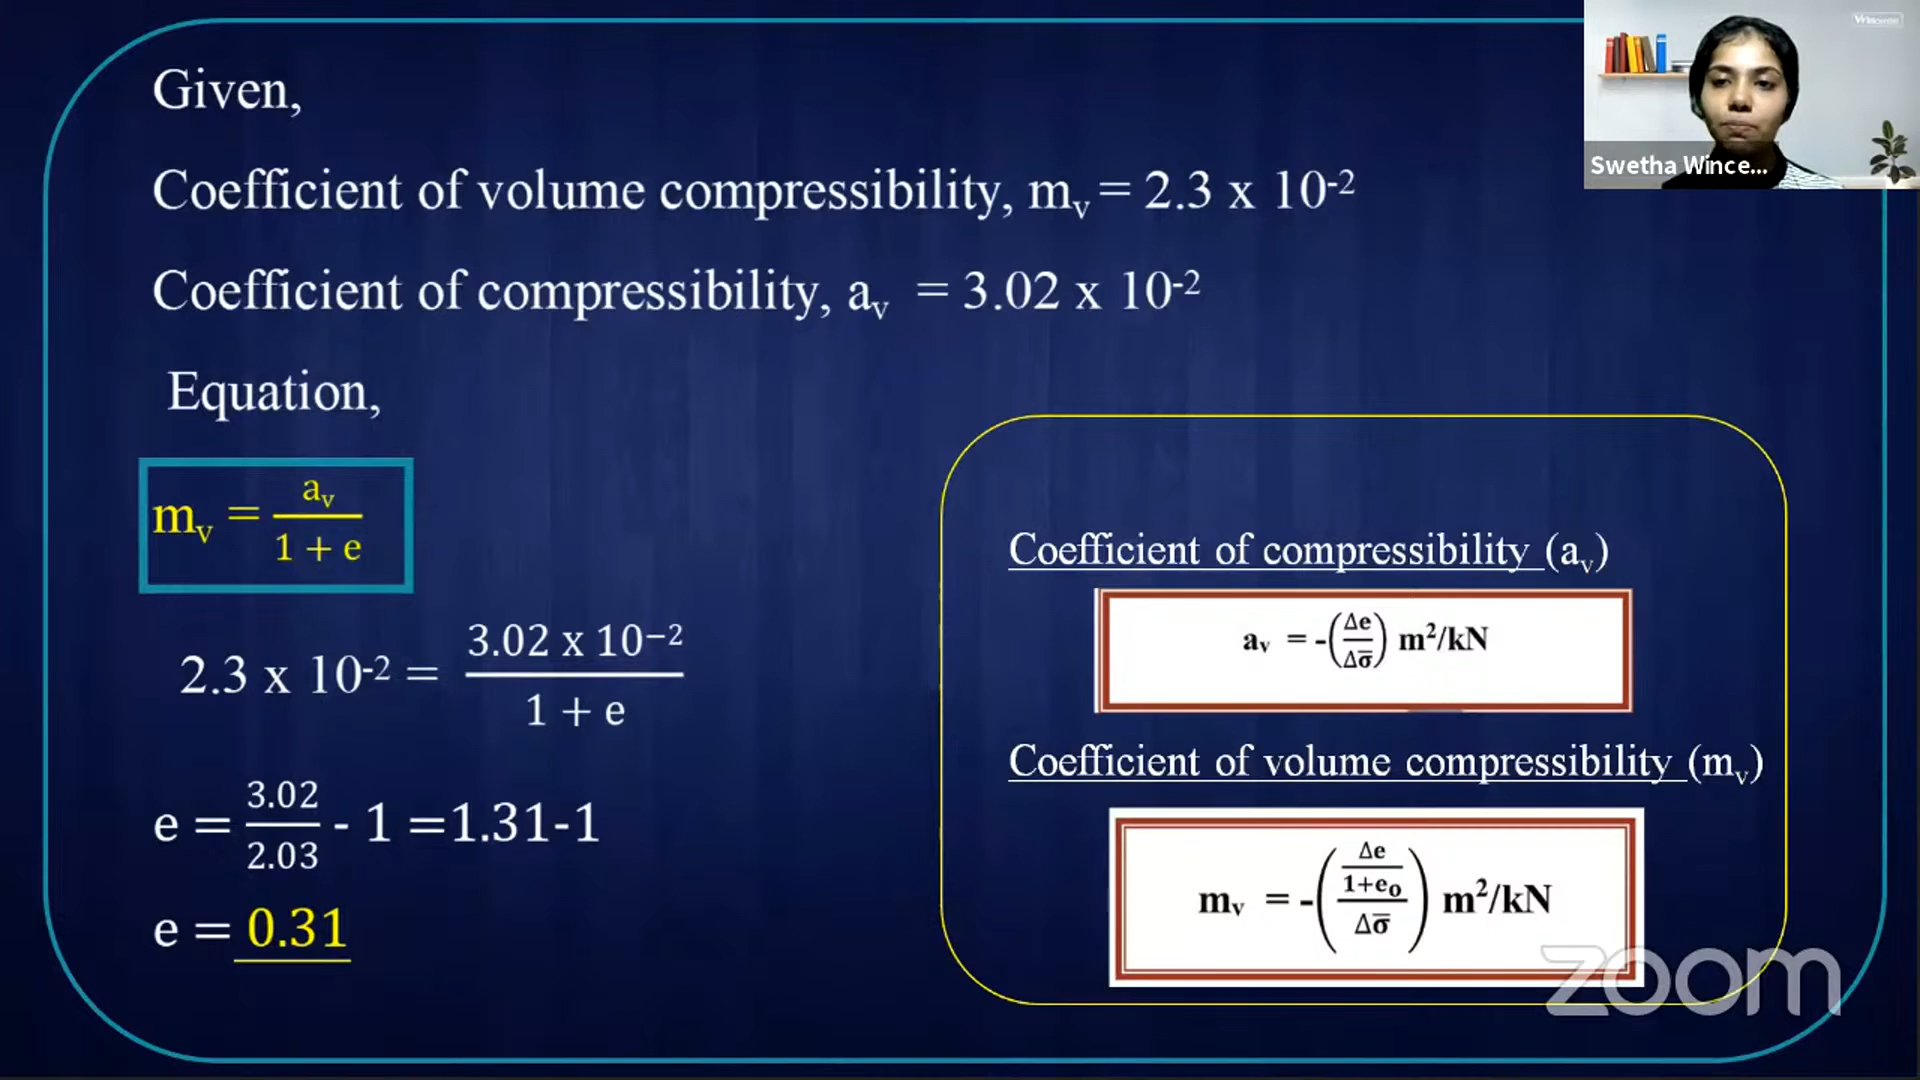 Given,
Coefficient of volume compressibility, mᵥ = 2.3 x 10⁻²
Coefficient of compressibility, aᵥ = 3.02 x 10⁻²
Equation,
mᵥ = aᵥ / 1 + e
2.3 x 10⁻² = 3.02 x 10⁻² / 1 + e
e = 3.02 / 2.03 - 1 =1.31-1
e = 0.31
Coefficient of compressibility (aᵥ)
aᵥ = -(Δe / Δσ̅) m²/kN
Coefficient of volume compressibility (mᵥ)
mᵥ = -((Δe / 1+e₀) / Δσ̅) m²/kN
Swetha Wince...
zoom